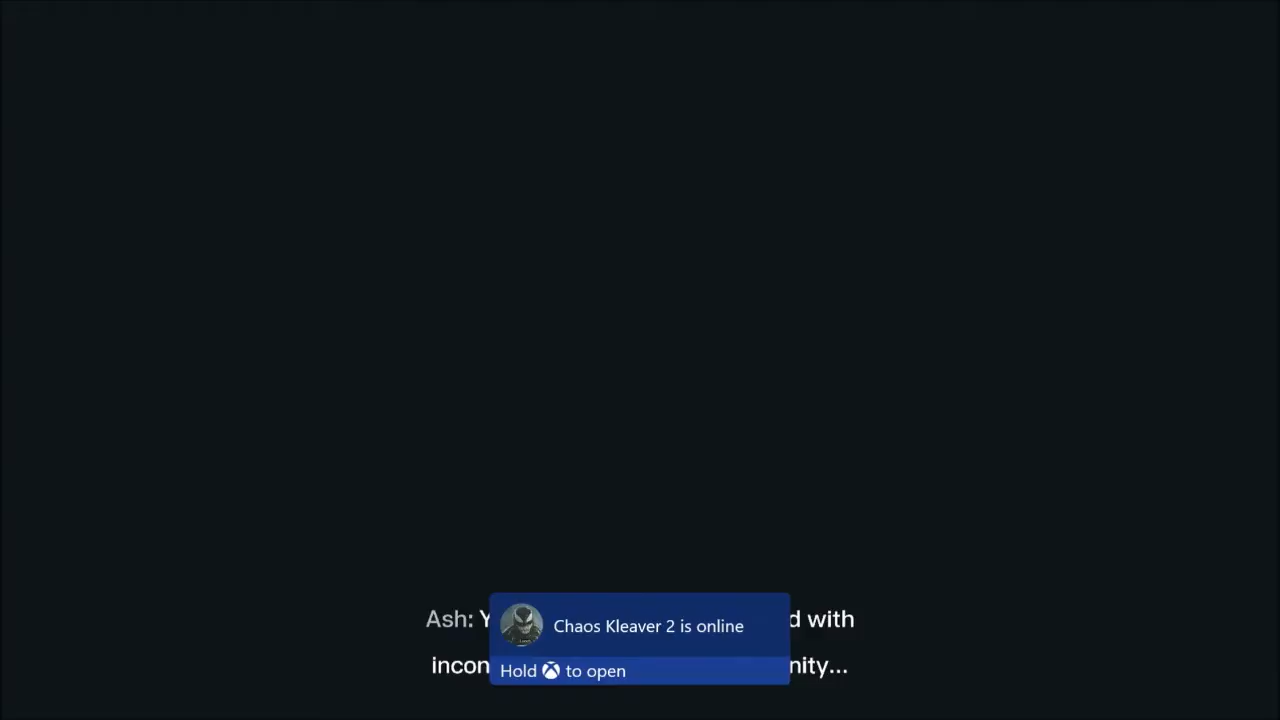 Ash: Y
d with
Chaos Kleaver 2 is online
incon
nity...
Hold to open